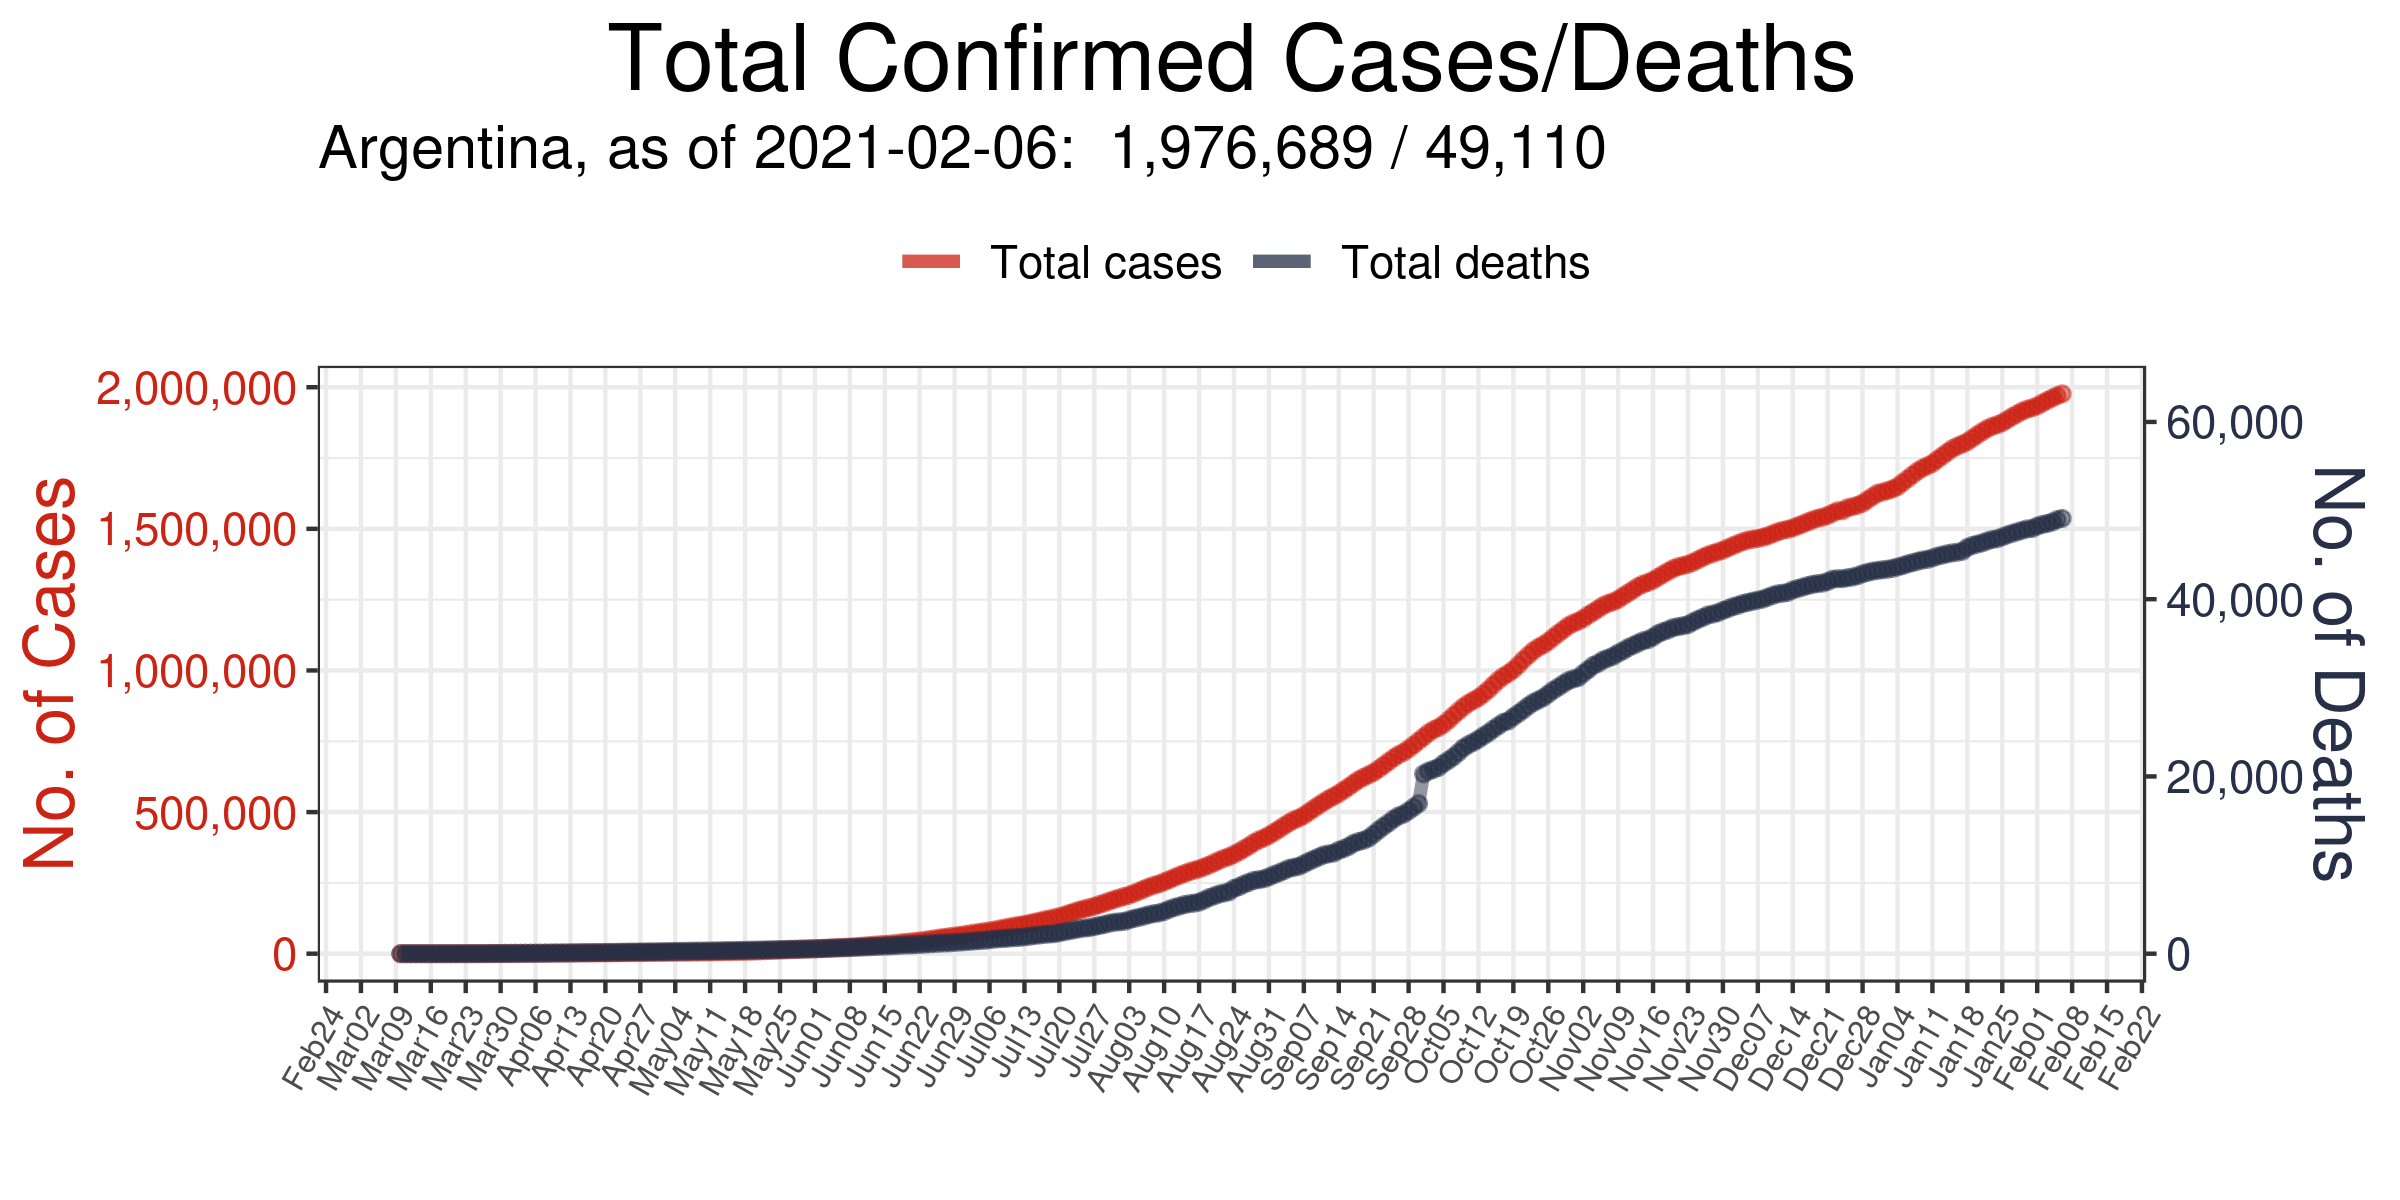 Total Confirmed Cases/Deaths
Argentina, as of 2021-02-06:  1,976,689 / 49,110
Total cases
Total deaths
No. of Cases
2,000,000
1,500,000
1,000,000
500,000
0
60,000
40,000
20,000
0
No. of Deaths
Feb24
Mar02
Mar09
Mar16
Mar23
Mar30
Apr06
Apr13
Apr20
Apr27
May04
May11
May18
May25
Jun01
Jun08
Jun15
Jun22
Jun29
Jul06
Jul13
Jul20
Jul27
Aug03
Aug10
Aug17
Aug24
Aug31
Sep07
Sep14
Sep21
Sep28
Oct05
Oct12
Oct19
Oct26
Nov02
Nov09
Nov16
Nov23
Nov30
Dec07
Dec14
Dec21
Dec28
Jan04
Jan11
Jan18
Jan25
Feb01
Feb08
Feb15
Feb22